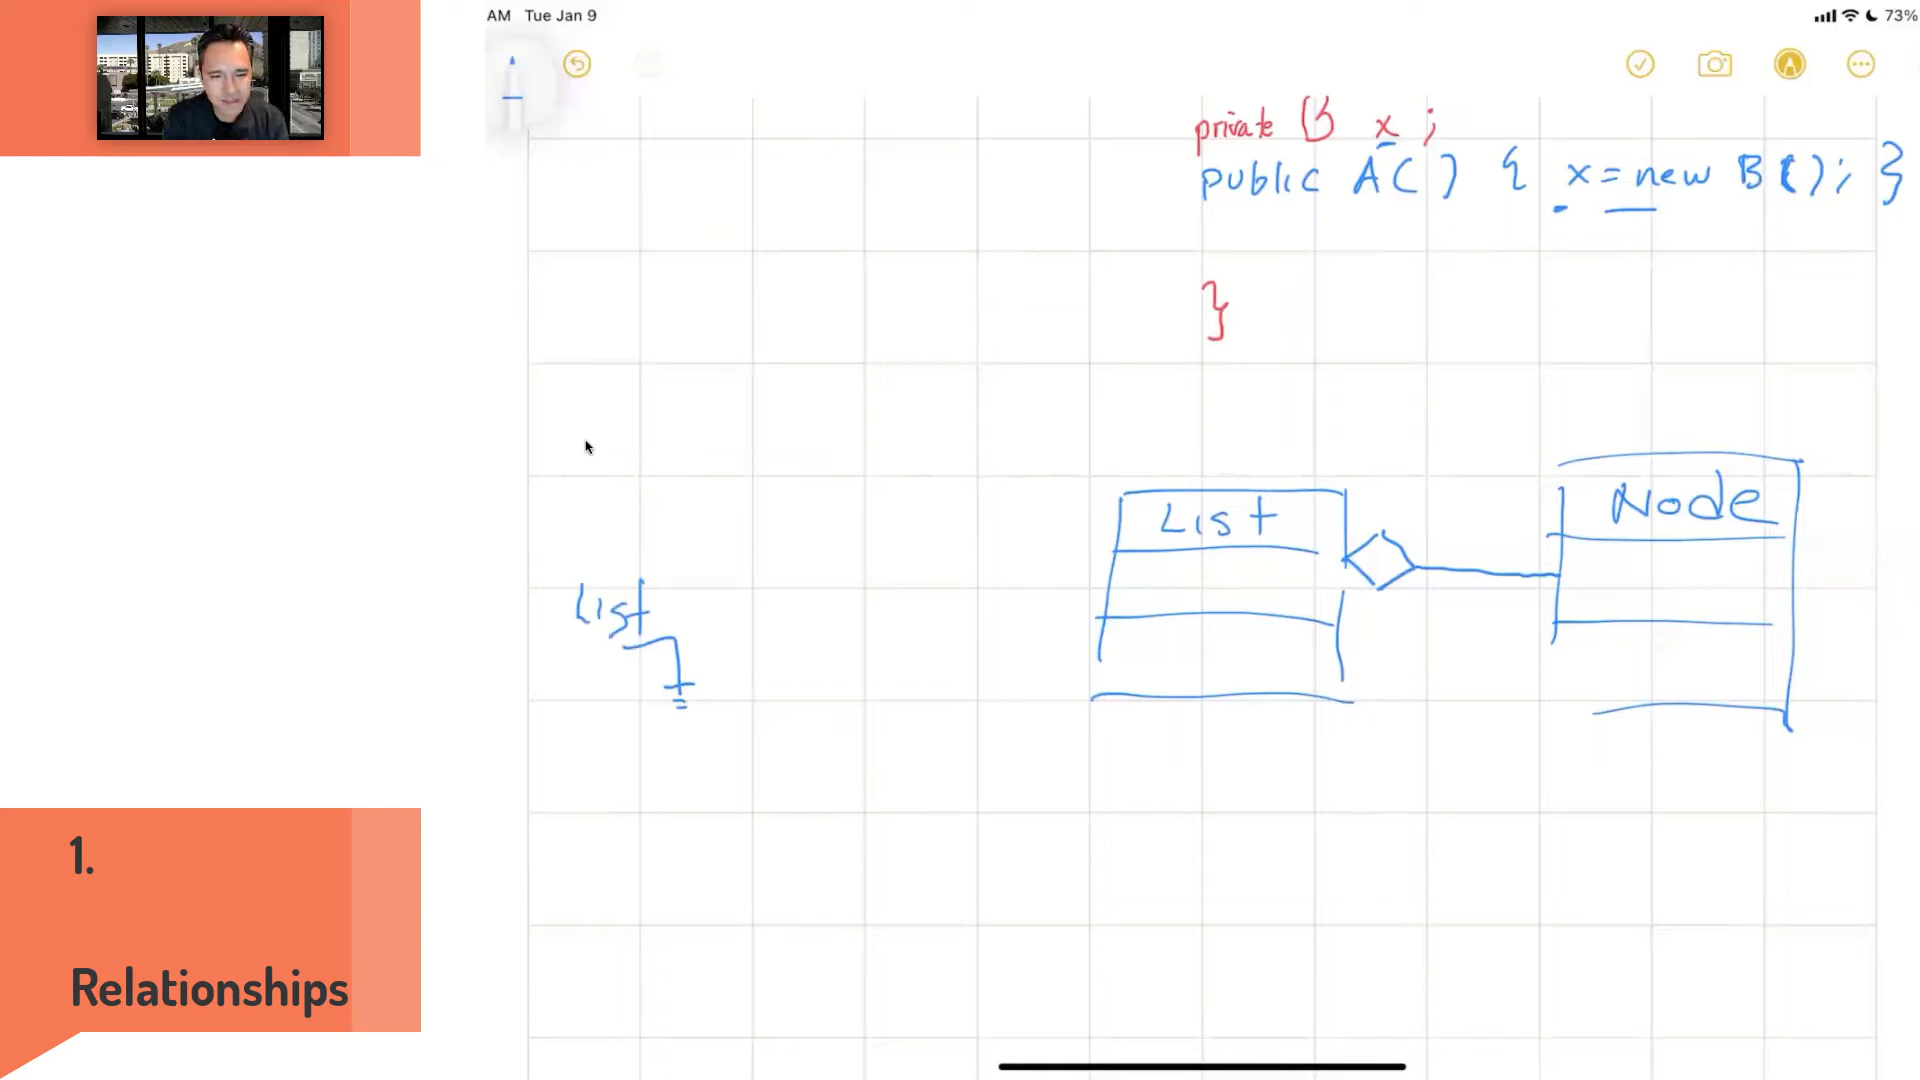 AM Tue Jan 9
73%
private B x ;
public A ( ) { x = new B ( ) ; }
}
List
Node
List
1.
Relationships